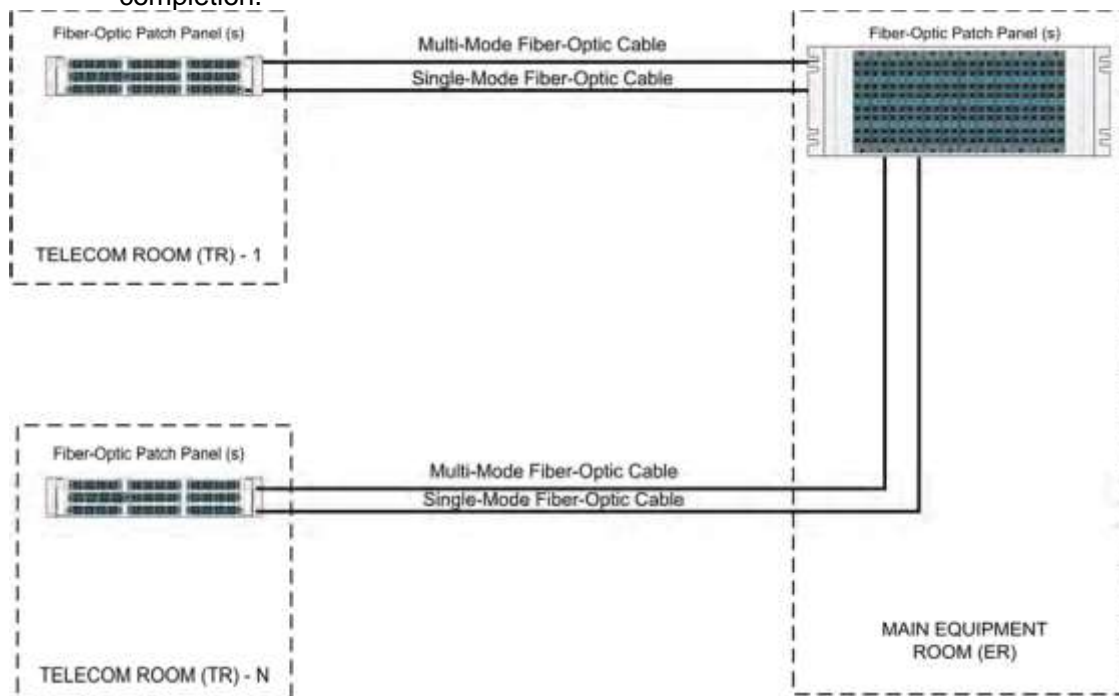 completion.
Fiber-Optic Patch Panel (s)
Multi-Mode Fiber-Optic Cable
Single-Mode Fiber-Optic Cable
Fiber-Optic Patch Panel (s)
TELECOM ROOM (TR) - 1
Fiber-Optic Patch Panel (s)
Multi-Mode Fiber-Optic Cable
Single-Mode Fiber-Optic Cable
TELECOM ROOM (TR) - N
MAIN EQUIPMENT
ROOM (ER)